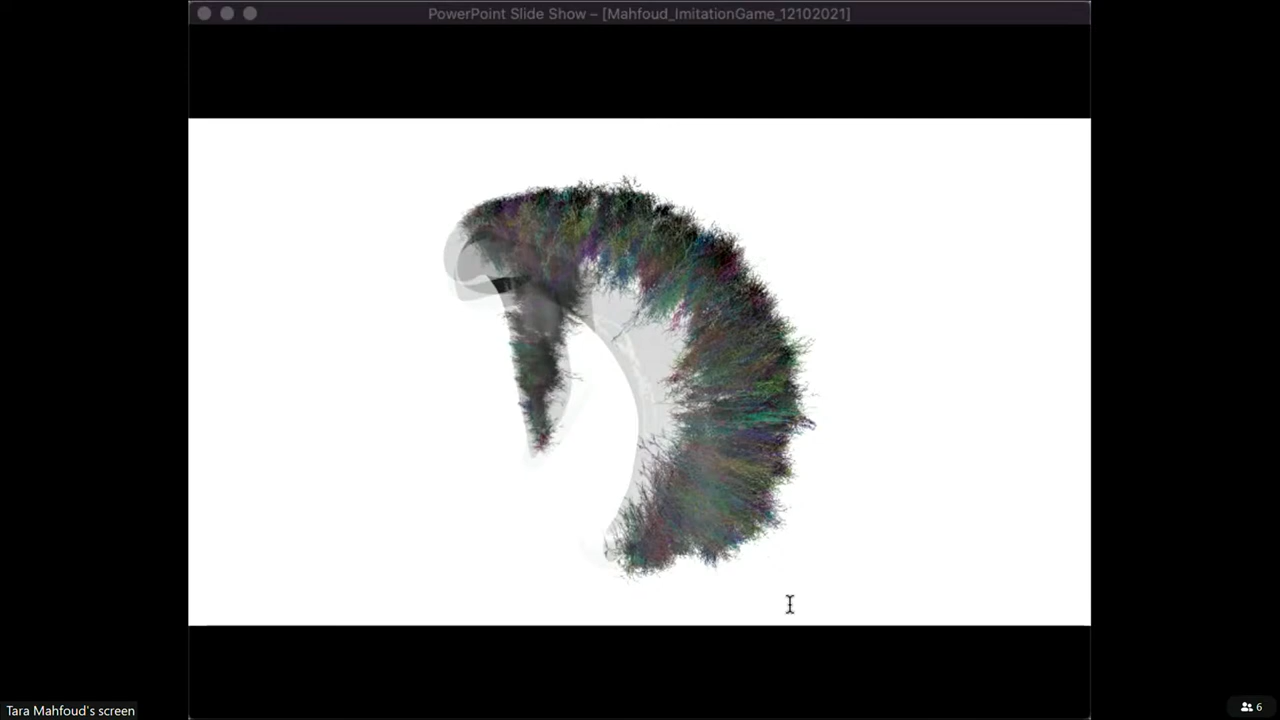 PowerPoint Slide Show – [Mahfoud_ImitationGame_12102021]
Tara Mahfoud's screen
6